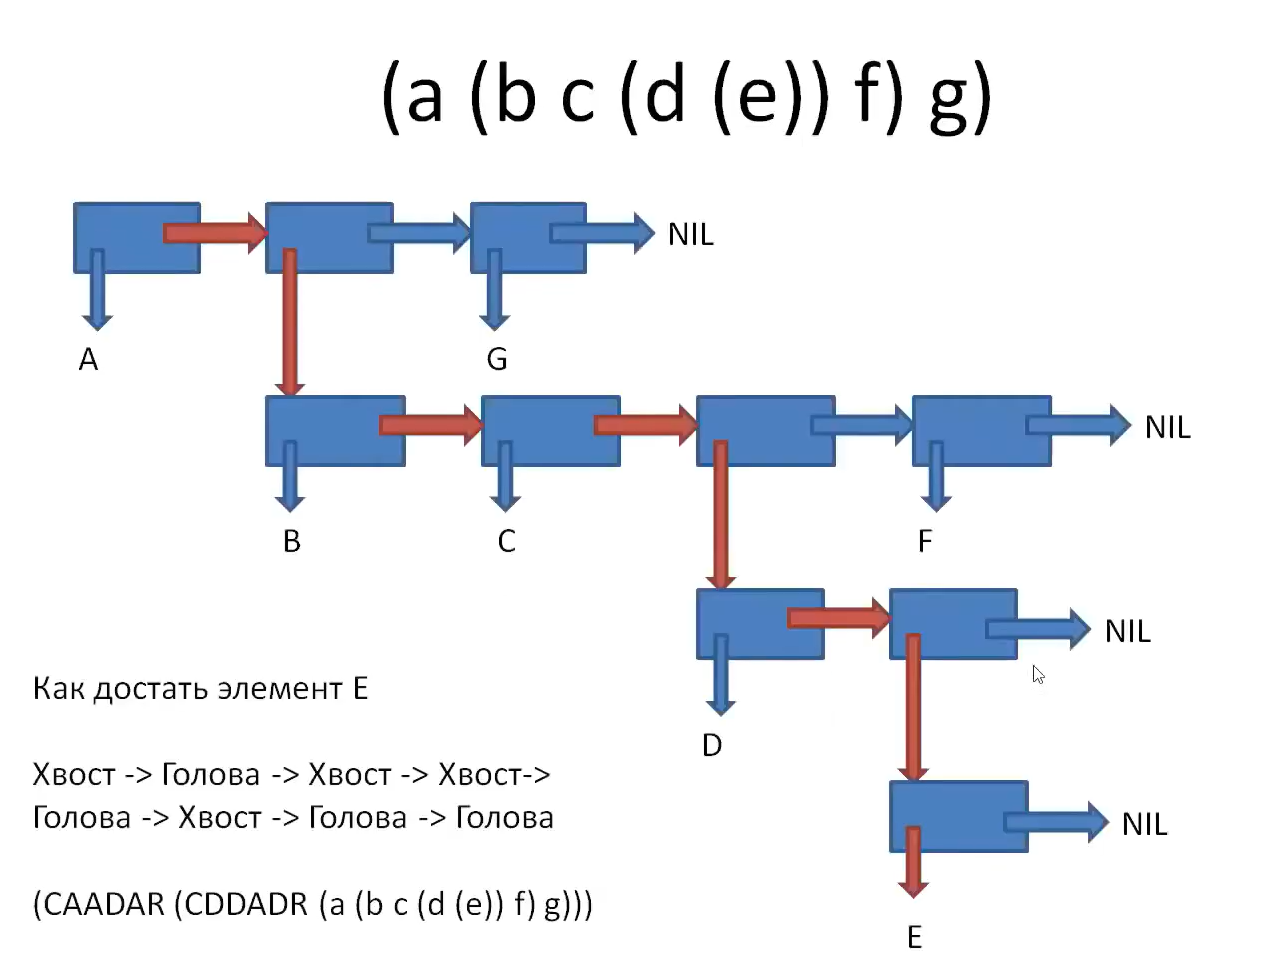 (a (b c (d (e)) f) g)
NIL
A
G
NIL
B
C
F
NIL
Как достать элемент E
D
Хвост -> Голова -> Хвост -> Хвост->
Голова -> Хвост -> Голова -> Голова
NIL
(CAADAR (CDDADR (a (b c (d (e)) f) g)))
E